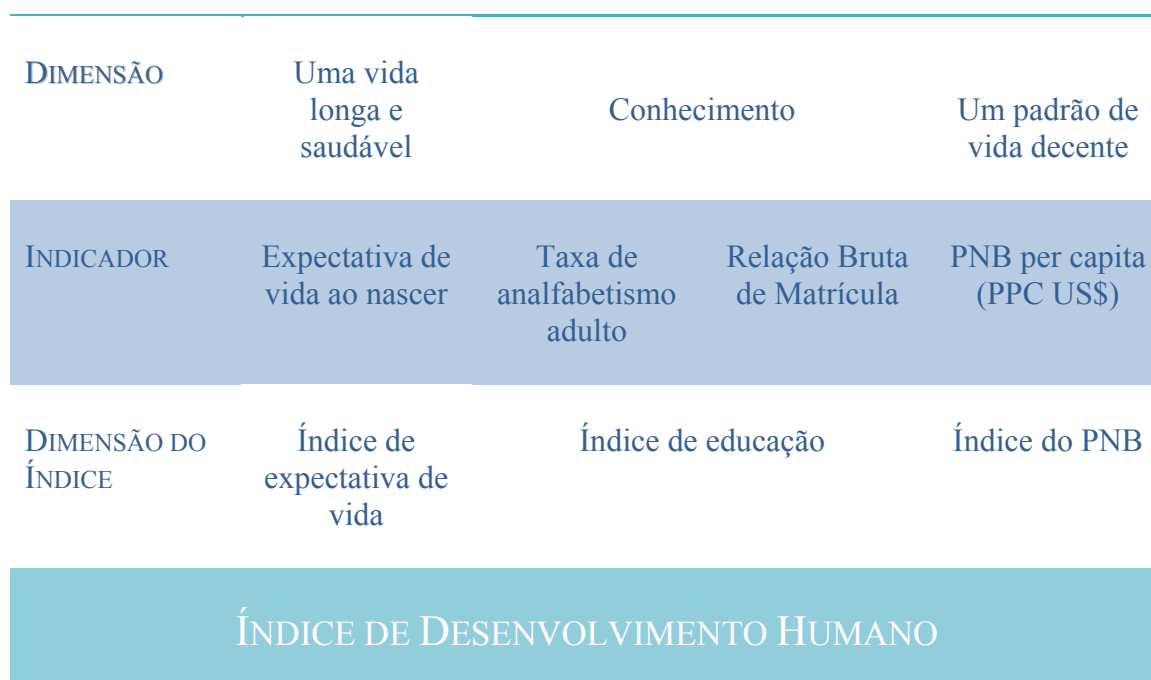 DIMENSÃO
Uma vida
longa e
saudável
Conhecimento
Um padrão de
vida decente
INDICADOR
Expectativa de
vida ao nascer
Taxa de
analfabetismo
adulto
Relação Bruta
de Matrícula
PNB per capita
(PPC US$)
DIMENSÃO DO
ÍNDICE
Índice de
expectativa de
vida
Índice de educação
Índice do PNB
ÍNDICE DE DESENVOLVIMENTO HUMANO